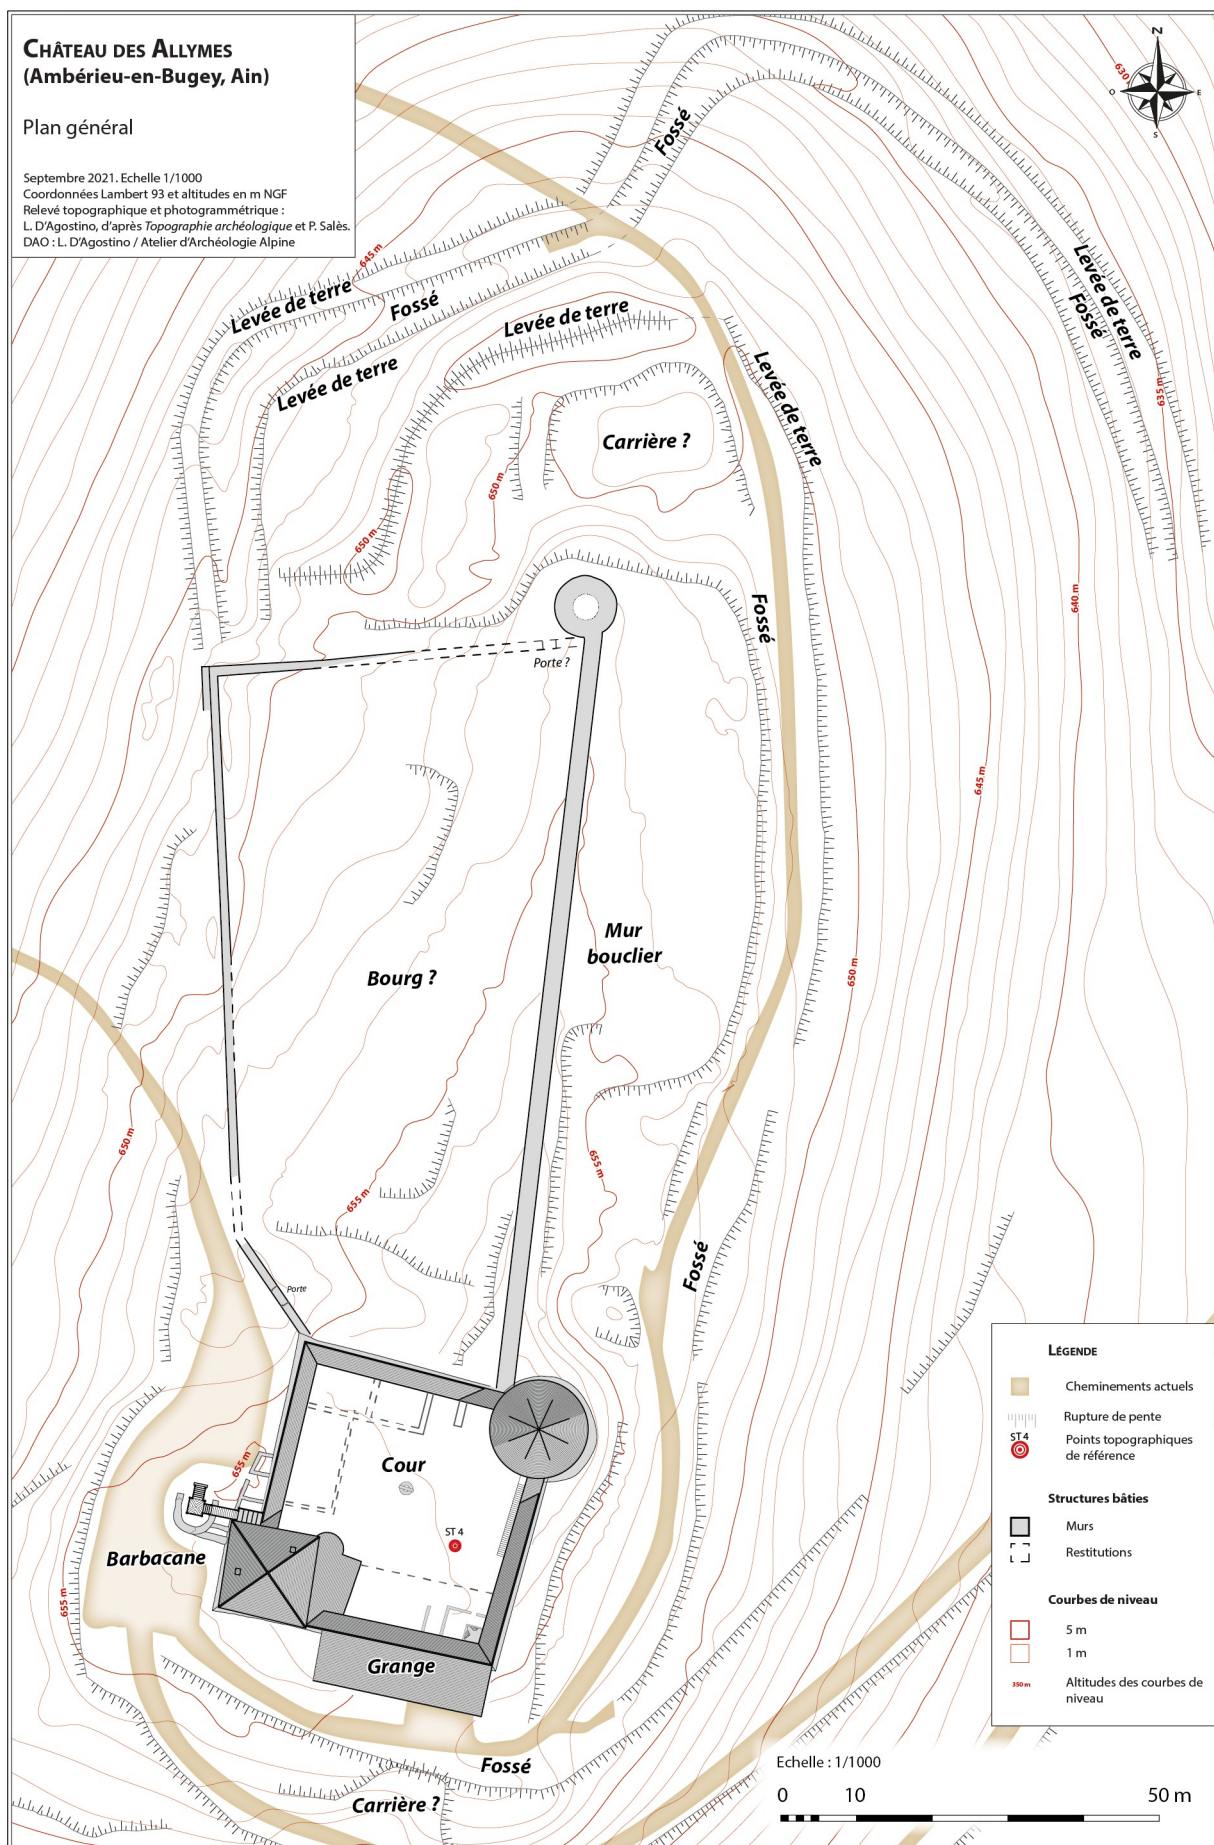 CHÂTEAU DES ALLYMES
(Ambérieu-en-Bugey, Ain)
Plan général
Septembre 2021. Echelle 1/1000
Coordonnées Lambert 93 et altitudes en m NGF
Relevé topographique et photogrammétrique :
L. D'Agostino, d'après Topographie archéologique et P. Salès.
DAO : L. D'Agostino / Atelier d'Archéologie Alpine
N
O
E
S
630
Fossé
645 m
Levée de terre
Fossé
Levée de terre
Levée de terre
Levée de terre
Fossé
Levée de terre
635 m
Carrière ?
650 m
650 m
640 m
Fossé
Porte ?
645 m
Mur
bouclier
Bourg ?
650 m
650 m
655 m
655 m
Fossé
Porte
Cour
655 m
ST 4
Barbacane
655 m
Grange
Fossé
Carrière ?
LÉGENDE
Cheminements actuels
Rupture de pente
ST 4
Points topographiques
de référence
Structures bâties
Murs
Restitutions
Courbes de niveau
5 m
1 m
350 m
Altitudes des courbes de
niveau
Echelle : 1/1000
0
10
50 m